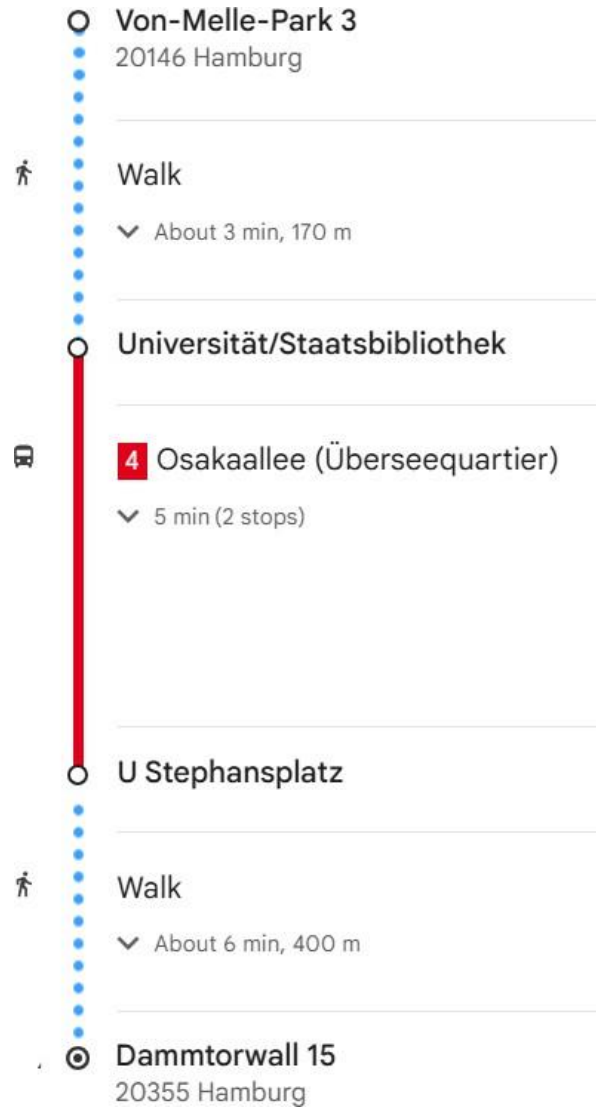 Von-Melle-Park 3
20146 Hamburg
Walk
About 3 min, 170 m
Universität/Staatsbibliothek
4 Osakaallee (Überseequartier)
5 min (2 stops)
U Stephansplatz
Walk
About 6 min, 400 m
Dammtorwall 15
20355 Hamburg